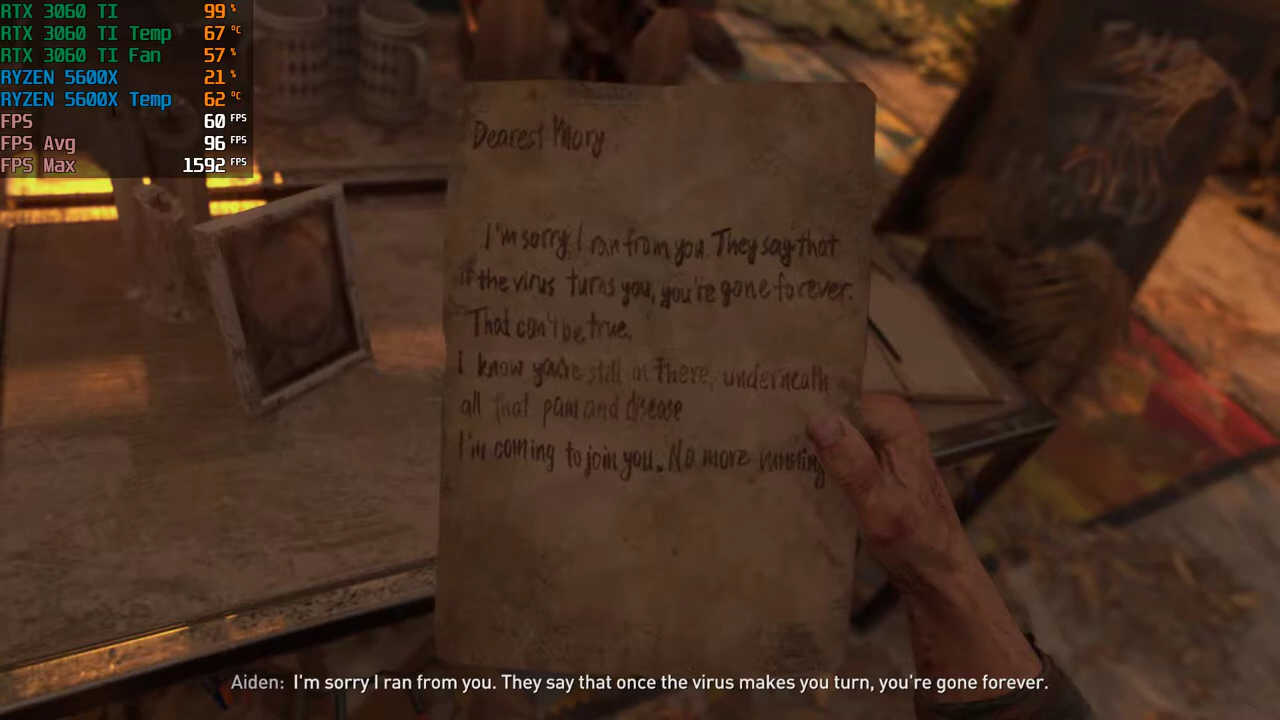 RTX 3060 TI 99 %
RTX 3060 TI Temp 67 °C
RTX 3060 TI Fan 57 %
RYZEN 5600X 21 %
RYZEN 5600X Temp 62 °C
FPS 60 FPS
FPS Avg 96 FPS
FPS Max 1592 FPS
Dearest Mary
I'm sorry I ran from you. They say that
if the virus turns you, you're gone forever.
That can't be true.
I know you're still in there, underneath
all that pain and disease
I'm coming to join you. No more running
Aiden: I'm sorry I ran from you. They say that once the virus makes you turn, you're gone forever.